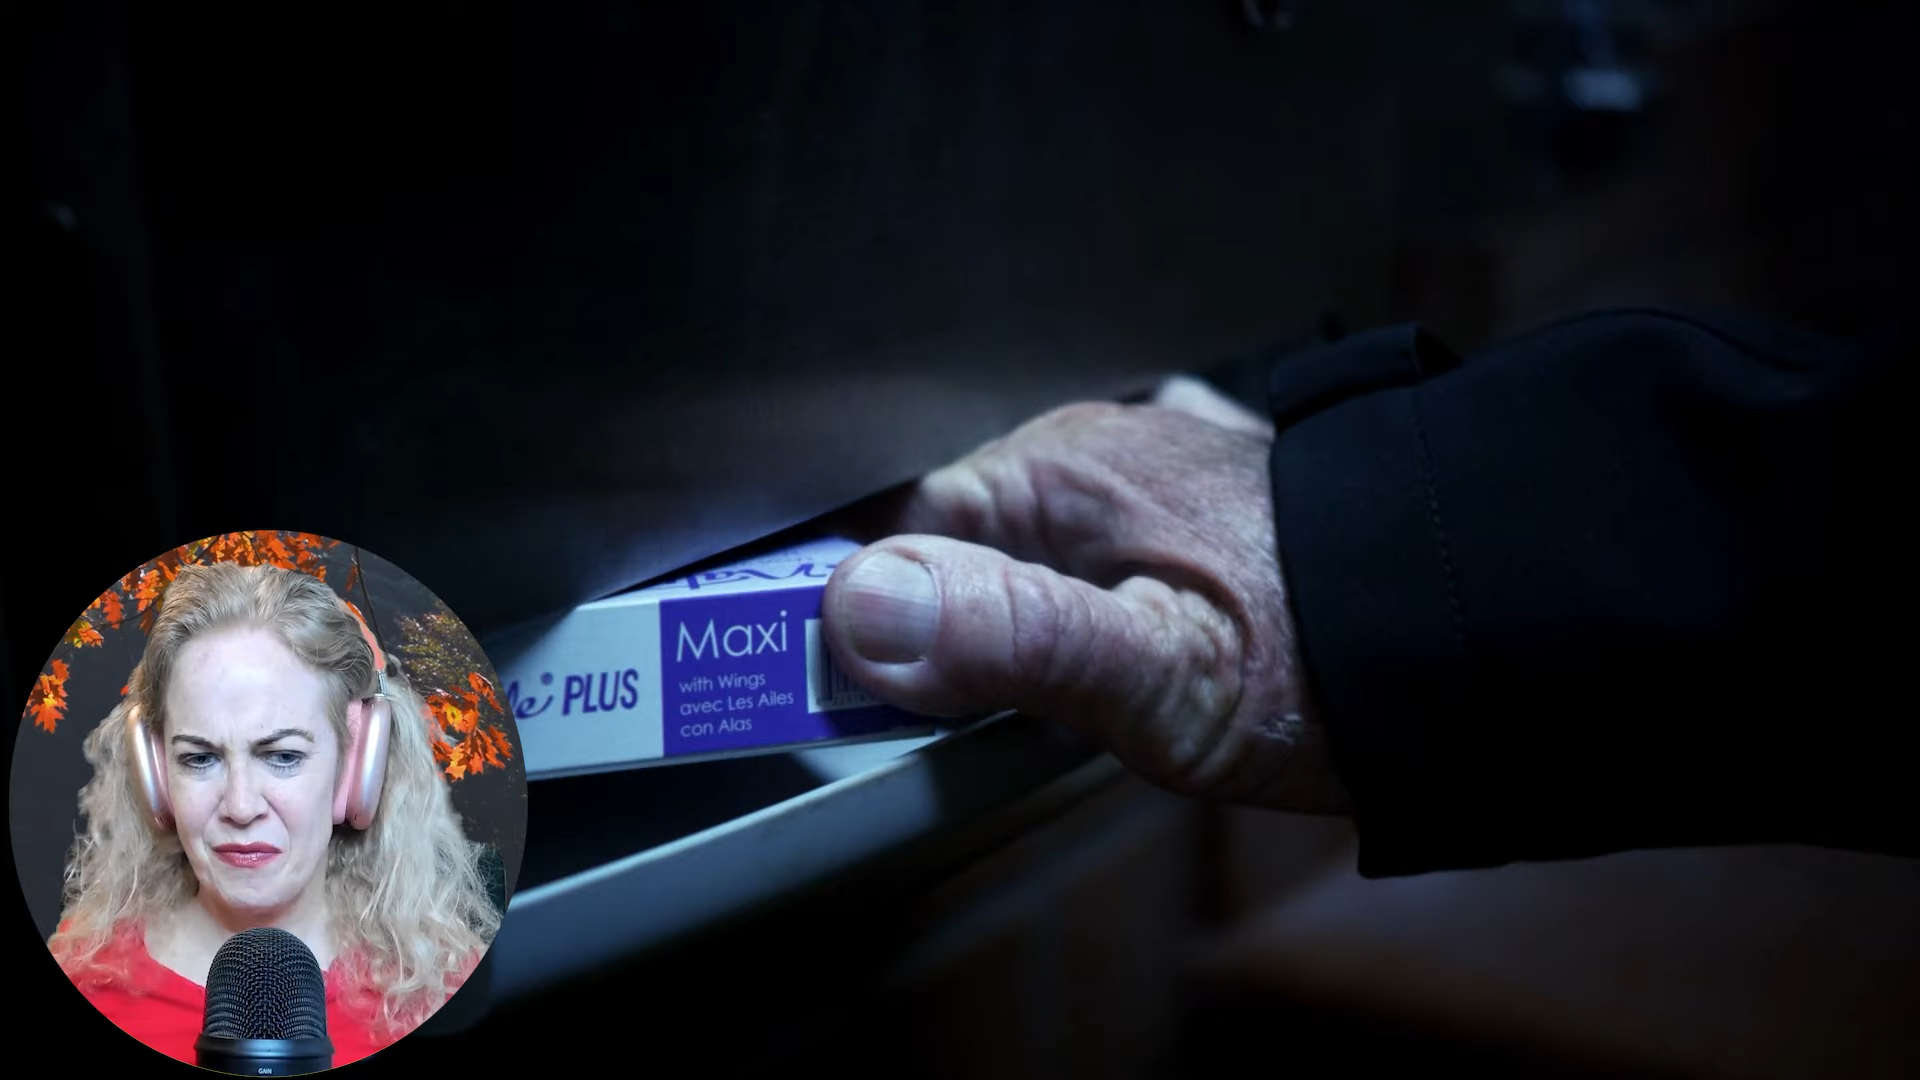 PLUS
Maxi
with Wings
avec Les Ailes
con Alas
GAIN